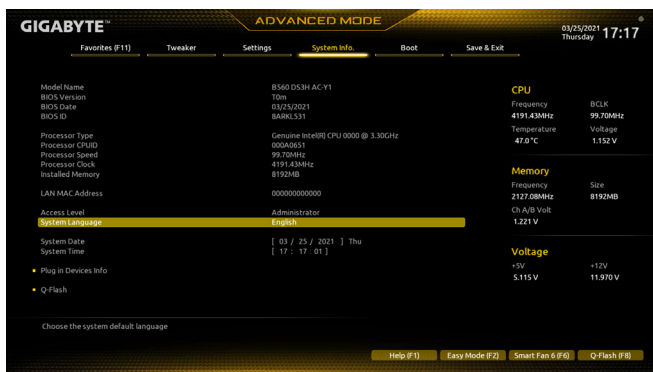 GIGABYTE™
ADVANCED MODE
03/25/2021 Thursday 17:17
Favorites (F11) Tweaker Settings System Info. Boot Save & Exit
Model Name B560 DS3H AC-Y1
BIOS Version T0m
BIOS Date 03/25/2021
BIOS ID 8ARKL531
Processor Type Genuine Intel(R) CPU 0000 @ 3.30GHz
Processor CPUID 000A0651
Processor Speed 99.70MHz
Processor Clock 4191.43MHz
Installed Memory 8192MB
LAN MAC Address 000000000000
Access Level Administrator
System Language English
System Date [ 03 / 25 / 2021 ] Thu
System Time [ 17 : 17 : 01 ]
Plug in Devices Info
Q-Flash
Choose the system default language
CPU
Frequency BCLK
4191.43MHz 99.70MHz
Temperature Voltage
47.0 °C 1.152 V
Memory
Frequency Size
2127.08MHz 8192MB
Ch A/B Volt
1.221 V
Voltage
+5V +12V
5.115 V 11.970 V
Help (F1) Easy Mode (F2) Smart Fan 6 (F6) Q-Flash (F8)